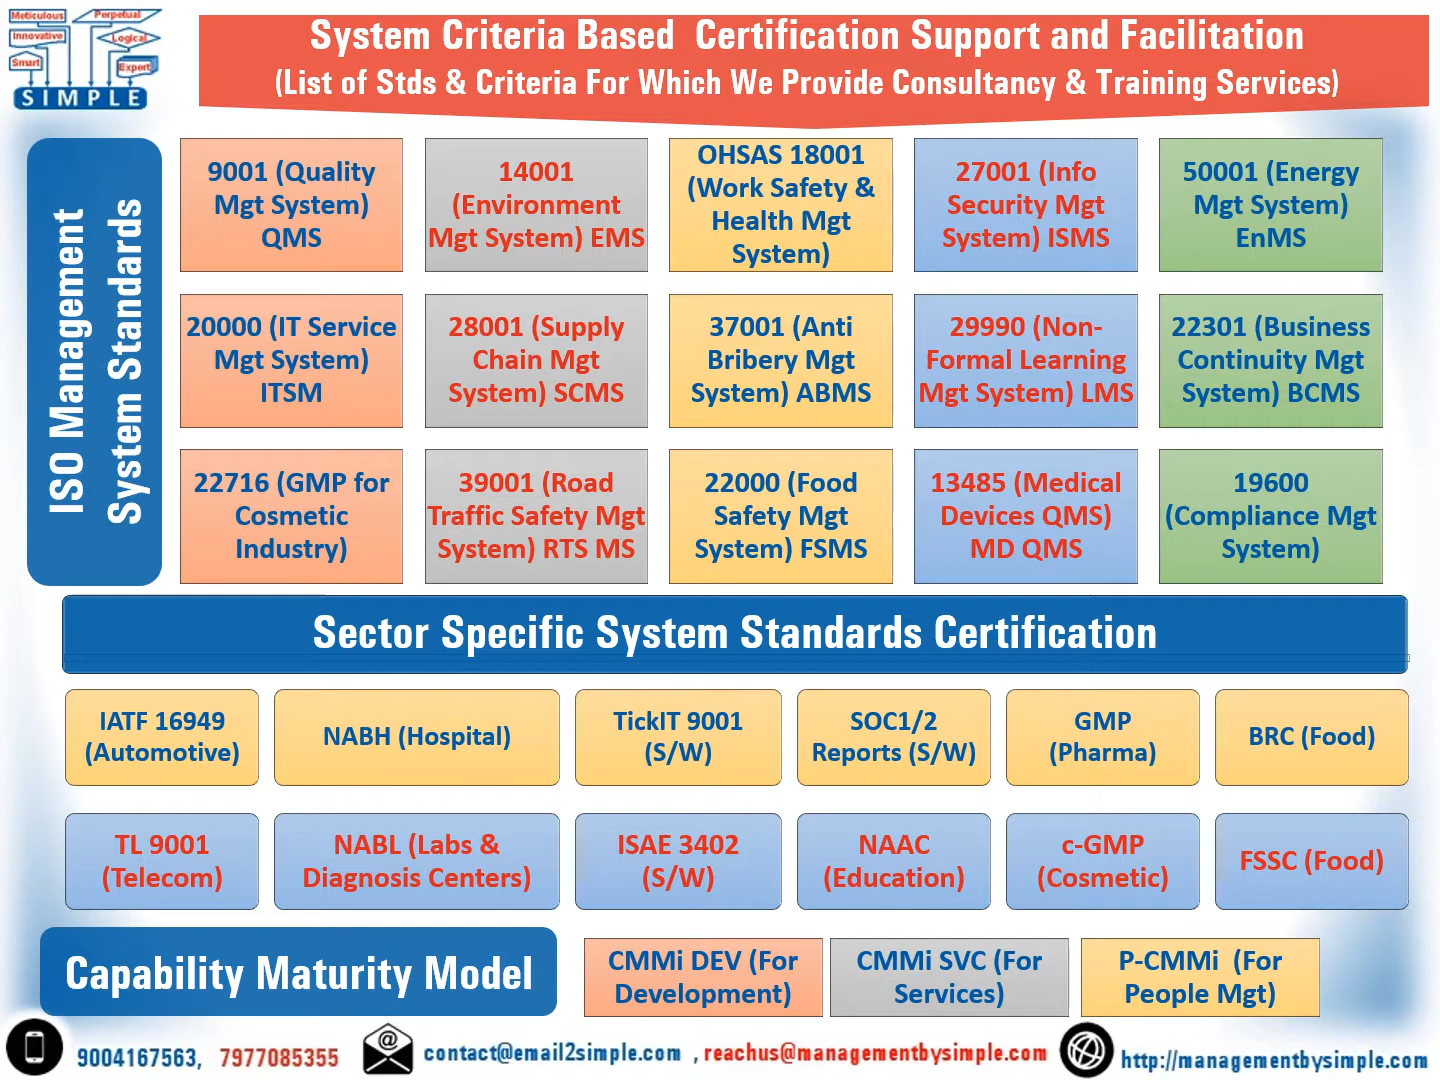 Meticulous
Perpetual
Innovative
Logical
Smart
Expert
SIMPLE
System Criteria Based Certification Support and Facilitation
(List of Stds & Criteria For Which We Provide Consultancy & Training Services)
ISO Management
System Standards
9001 (Quality
Mgt System)
QMS
14001
(Environment
Mgt System) EMS
OHSAS 18001
(Work Safety &
Health Mgt
System)
27001 (Info
Security Mgt
System) ISMS
50001 (Energy
Mgt System)
EnMS
20000 (IT Service
Mgt System)
ITSM
28001 (Supply
Chain Mgt
System) SCMS
37001 (Anti
Bribery Mgt
System) ABMS
29990 (Non-
Formal Learning
Mgt System) LMS
22301 (Business
Continuity Mgt
System) BCMS
22716 (GMP for
Cosmetic
Industry)
39001 (Road
Traffic Safety Mgt
System) RTS MS
22000 (Food
Safety Mgt
System) FSMS
13485 (Medical
Devices QMS)
MD QMS
19600
(Compliance Mgt
System)
Sector Specific System Standards Certification
IATF 16949
(Automotive)
NABH (Hospital)
TickIT 9001
(S/W)
SOC1/2
Reports (S/W)
GMP
(Pharma)
BRC (Food)
TL 9001
(Telecom)
NABL (Labs &
Diagnosis Centers)
ISAE 3402
(S/W)
NAAC
(Education)
c-GMP
(Cosmetic)
FSSC (Food)
Capability Maturity Model
CMMi DEV (For
Development)
CMMi SVC (For
Services)
P-CMMi (For
People Mgt)
9004167563, 7977085355
contact@email2simple.com , reachus@managementbysimple.com
http://managementbysimple.com